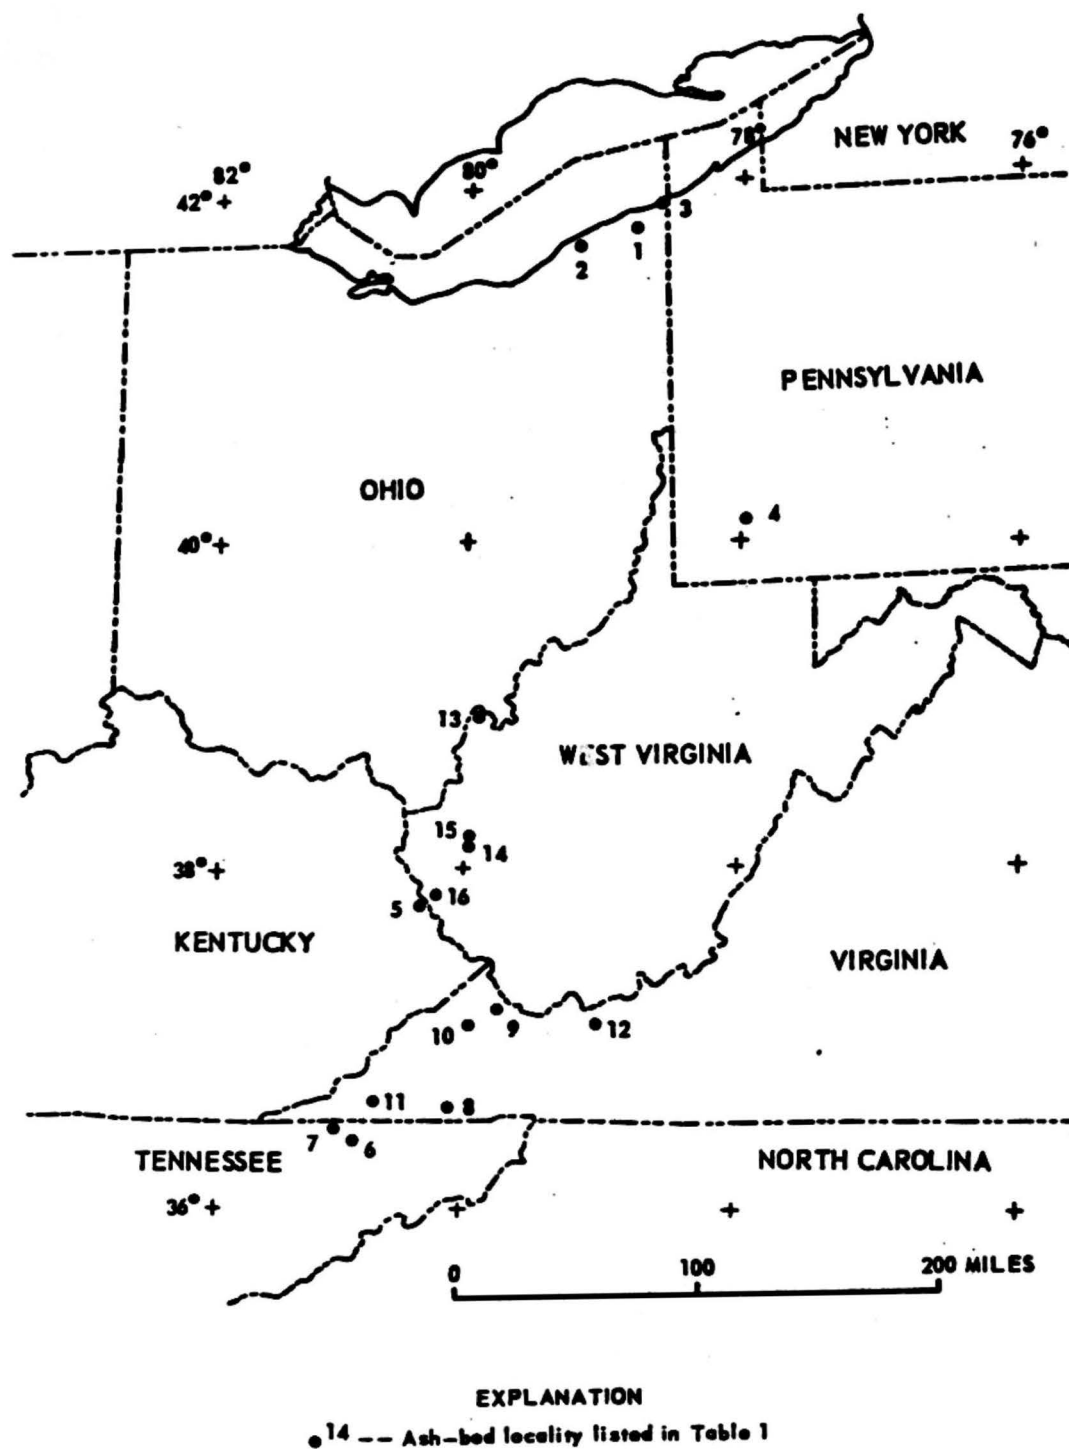 NEW YORK
78°
76°
82°
80°
42°
3
1
2
PENNSYLVANIA
OHIO
4
40°
13
WEST VIRGINIA
15
14
38°
16
5
KENTUCKY
VIRGINIA
10
9
12
11
8
7
6
TENNESSEE
NORTH CAROLINA
36°
0 100 200 MILES
EXPLANATION
14 -- Ash-bed locality listed in Table 1